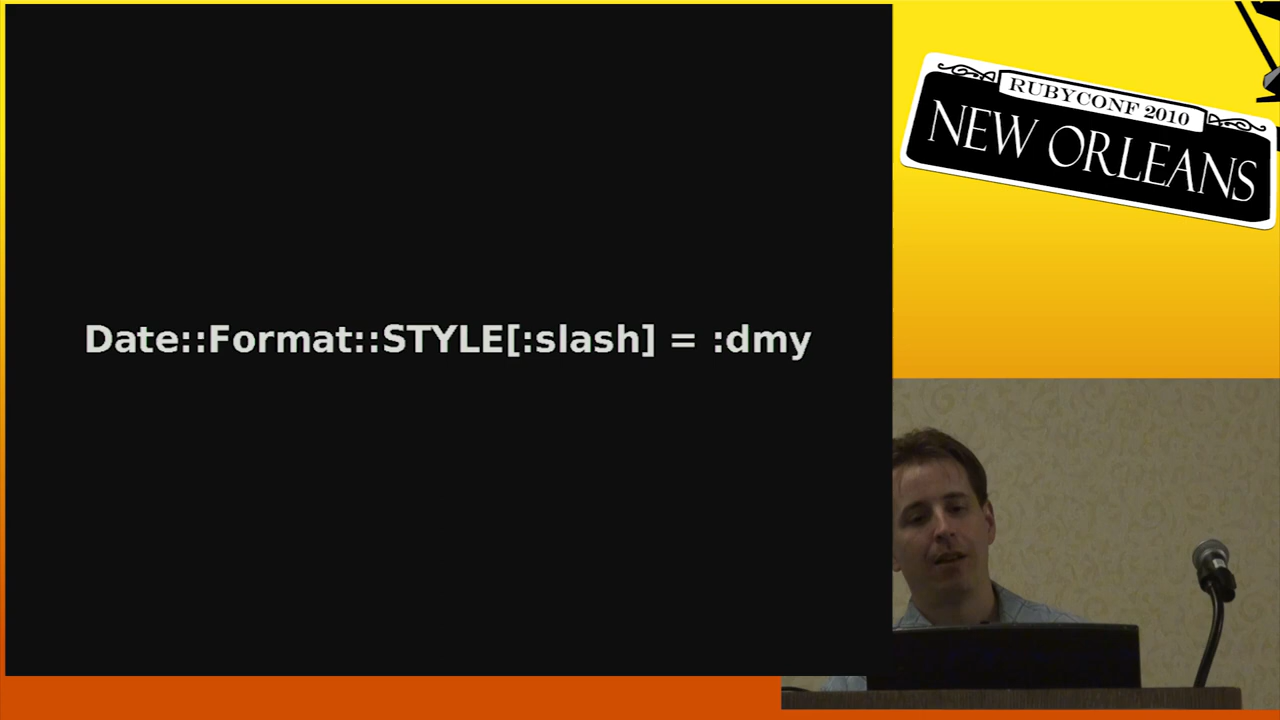 RUBYCONF 2010
NEW ORLEANS
Date::Format::STYLE[:slash] = :dmy